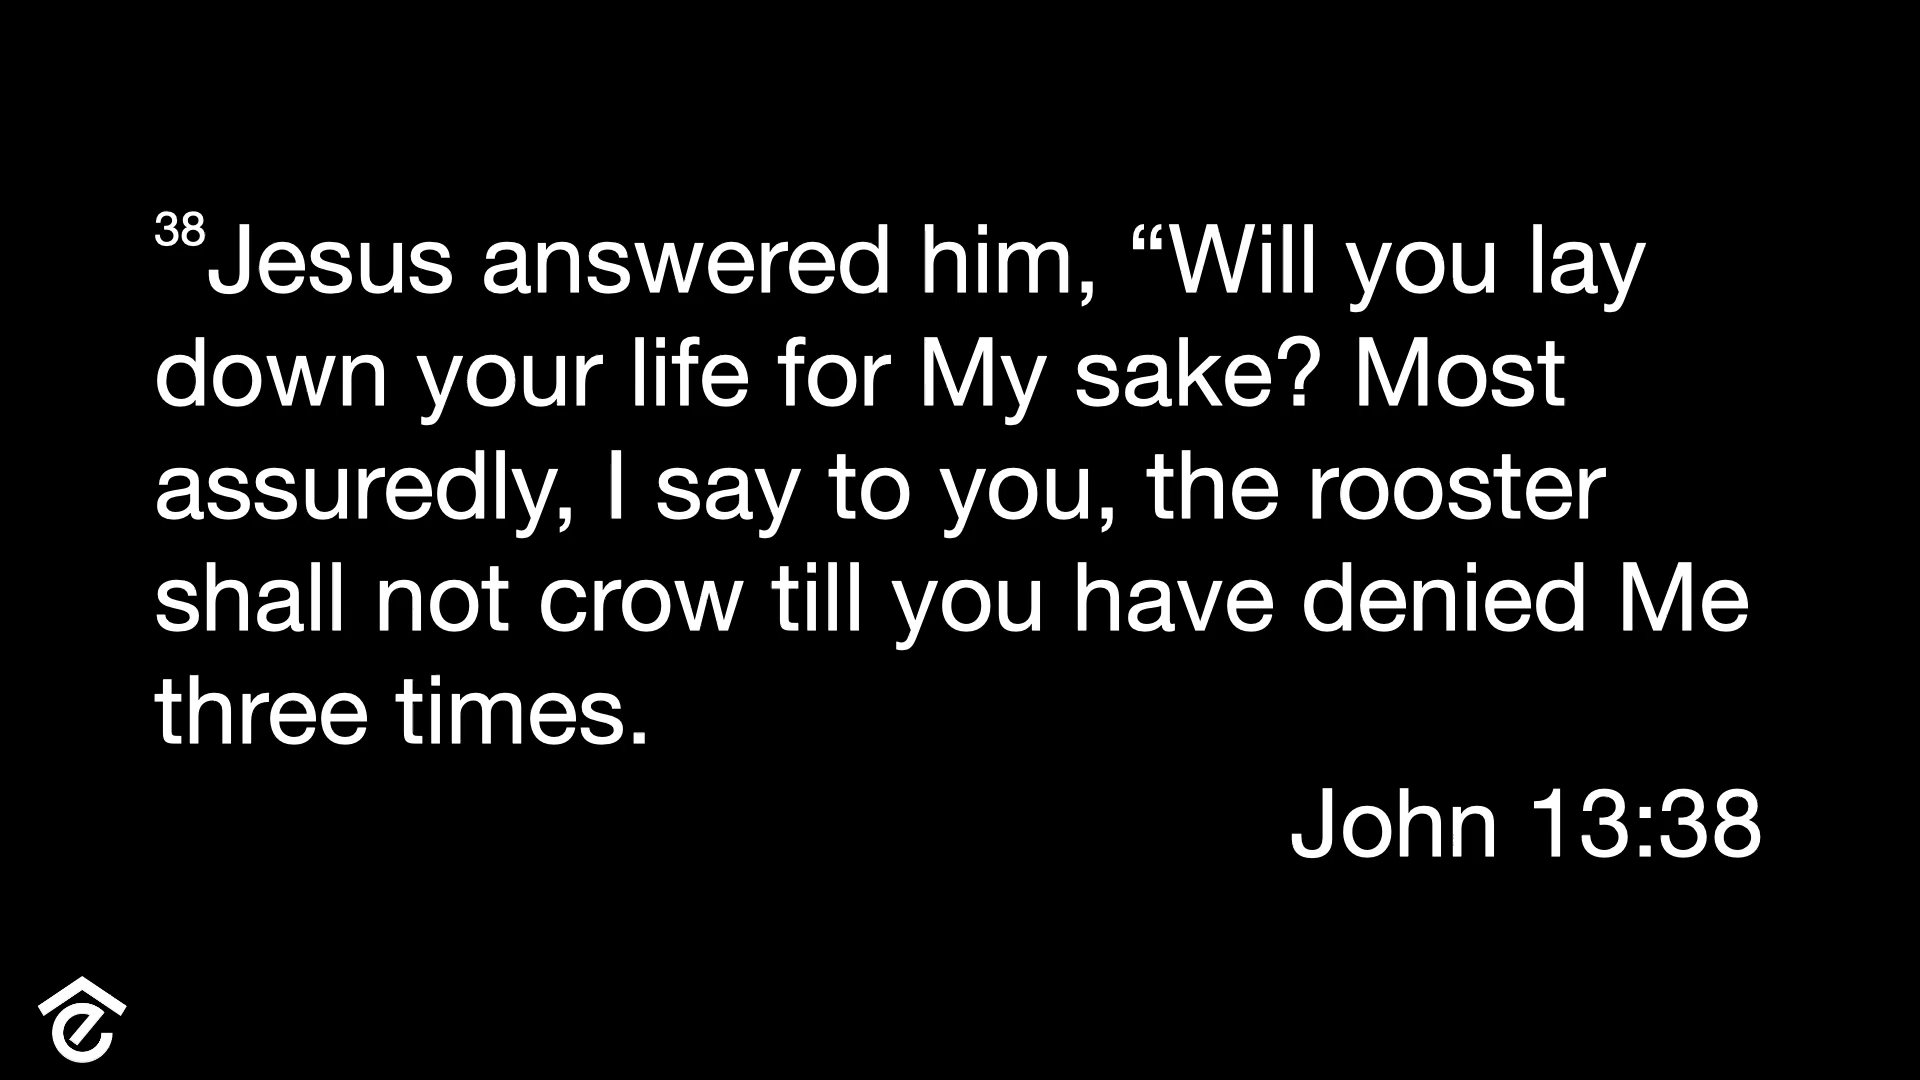 38Jesus answered him, “Will you lay
down your life for My sake? Most
assuredly, I say to you, the rooster
shall not crow till you have denied Me
three times.
John 13:38
e